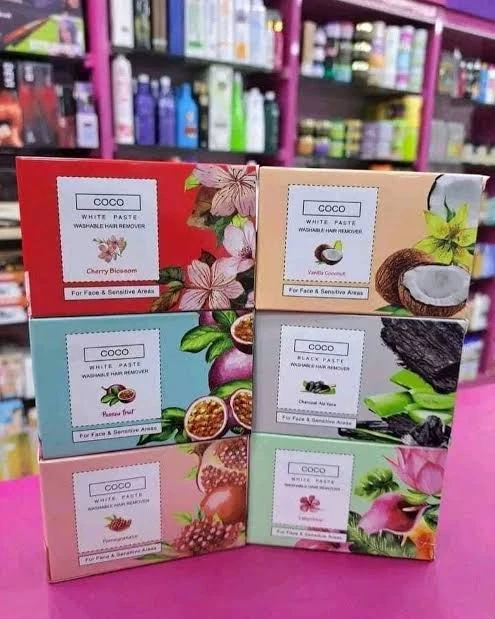 COCO
WHITE PASTE
WASHABLE HAIR REMOVER
Cherry Blossom
For Face & Sensitive Areas
COCO
WHITE PASTE
WASHABLE HAIR REMOVER
Vanilla Coconut
For Face & Sensitive Areas
COCO
WHITE PASTE
WASHABLE HAIR REMOVER
Passion fruit
For Face & Sensitive Areas
COCO
BLACK PASTE
WASHABLE HAIR REMOVER
Charcoal Alo Vera
For Face & Sensitive Areas
COCO
WHITE PASTE
WASHABLE HAIR REMOVER
Pomegranate
For Face & Sensitive Areas
COCO
WHITE PASTE
WASHABLE HAIR REMOVER
For Face & Sensitive Areas